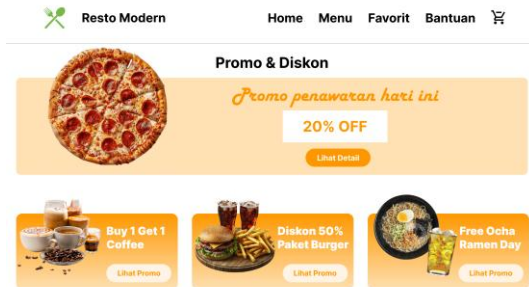 Resto Modern
Home Menu Favorit Bantuan
Promo & Diskon
Promo penawaran hari ini
20% OFF
Lihat Detail
Buy 1 Get 1
Coffee
Lihat Promo
Diskon 50%
Paket Burger
Lihat Promo
Free Ocha
Ramen Day
Lihat Promo